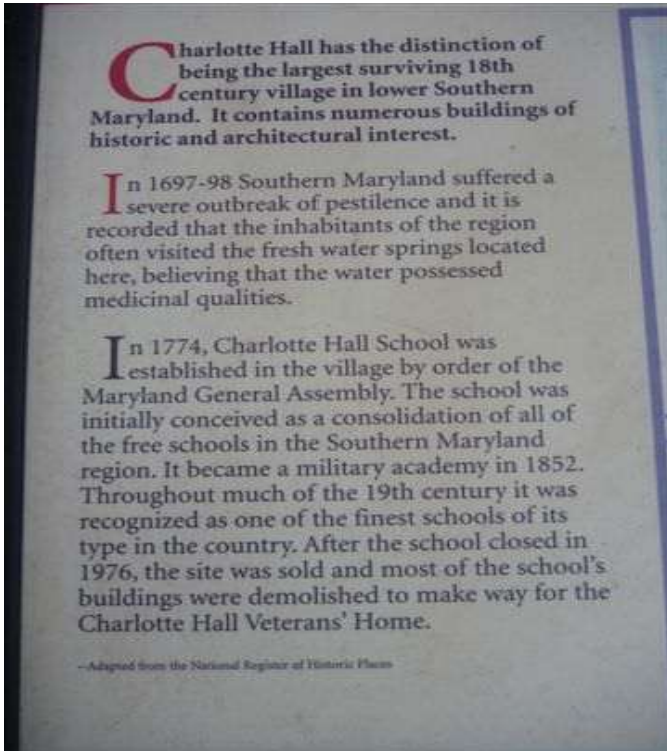 Charlotte Hall has the distinction of
being the largest surviving 18th
century village in lower Southern
Maryland. It contains numerous buildings of
historic and architectural interest.
In 1697-98 Southern Maryland suffered a
severe outbreak of pestilence and it is
recorded that the inhabitants of the region
often visited the fresh water springs located
here, believing that the water possessed
medicinal qualities.
In 1774, Charlotte Hall School was
established in the village by order of the
Maryland General Assembly. The school was
initially conceived as a consolidation of all of
the free schools in the Southern Maryland
region. It became a military academy in 1852.
Throughout much of the 19th century it was
recognized as one of the finest schools of its
type in the country. After the school closed in
1976, the site was sold and most of the school's
buildings were demolished to make way for the
Charlotte Hall Veterans' Home.
--Adapted from the National Register of Historic Places